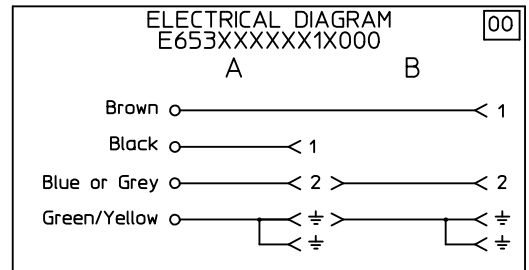 ELECTRICAL DIAGRAM
00
E653XXXXXX1X000
A B
Brown 1
Black 1
Blue or Grey 2 2
Green/Yellow